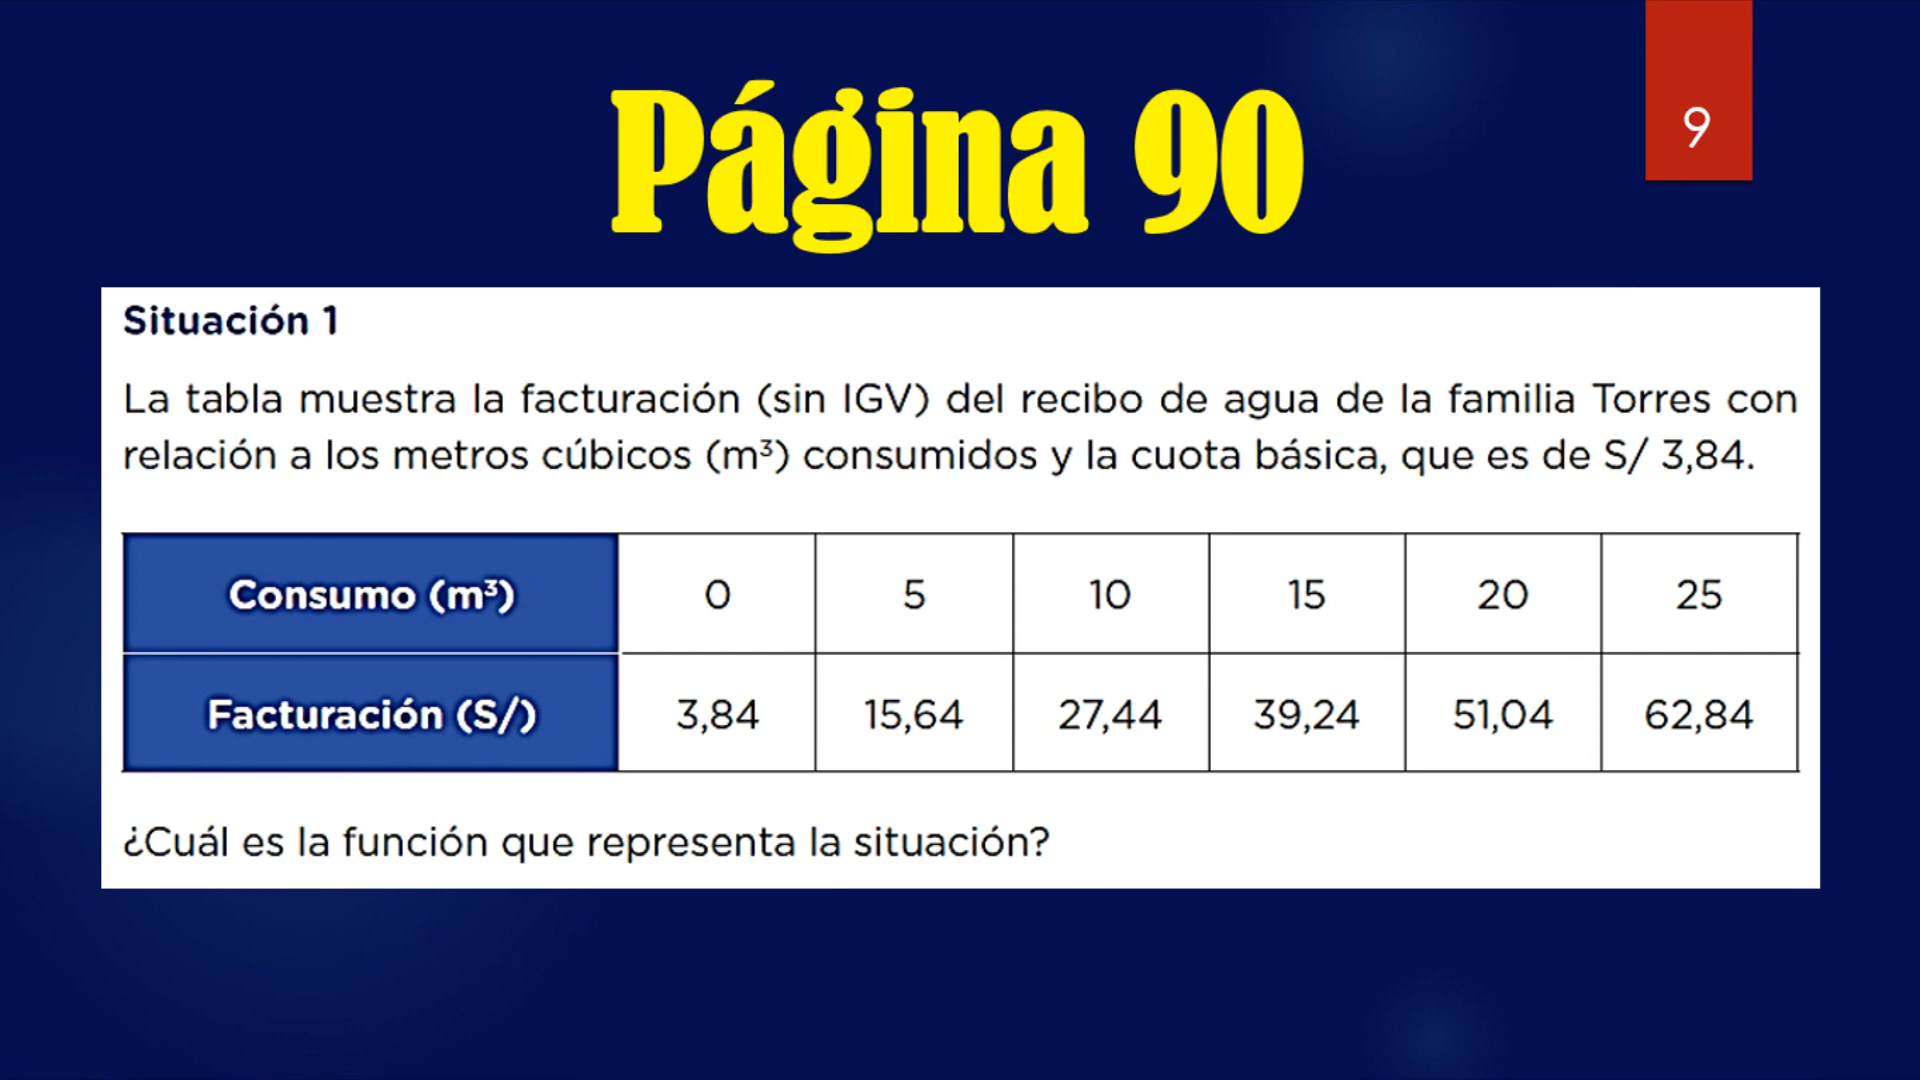 Página 90
9
Situación 1
La tabla muestra la facturación (sin IGV) del recibo de agua de la familia Torres con
relación a los metros cúbicos (m³) consumidos y la cuota básica, que es de S/ 3,84.
Consumo (m³) 0 5 10 15 20 25
Facturación (S/) 3,84 15,64 27,44 39,24 51,04 62,84
¿Cuál es la función que representa la situación?